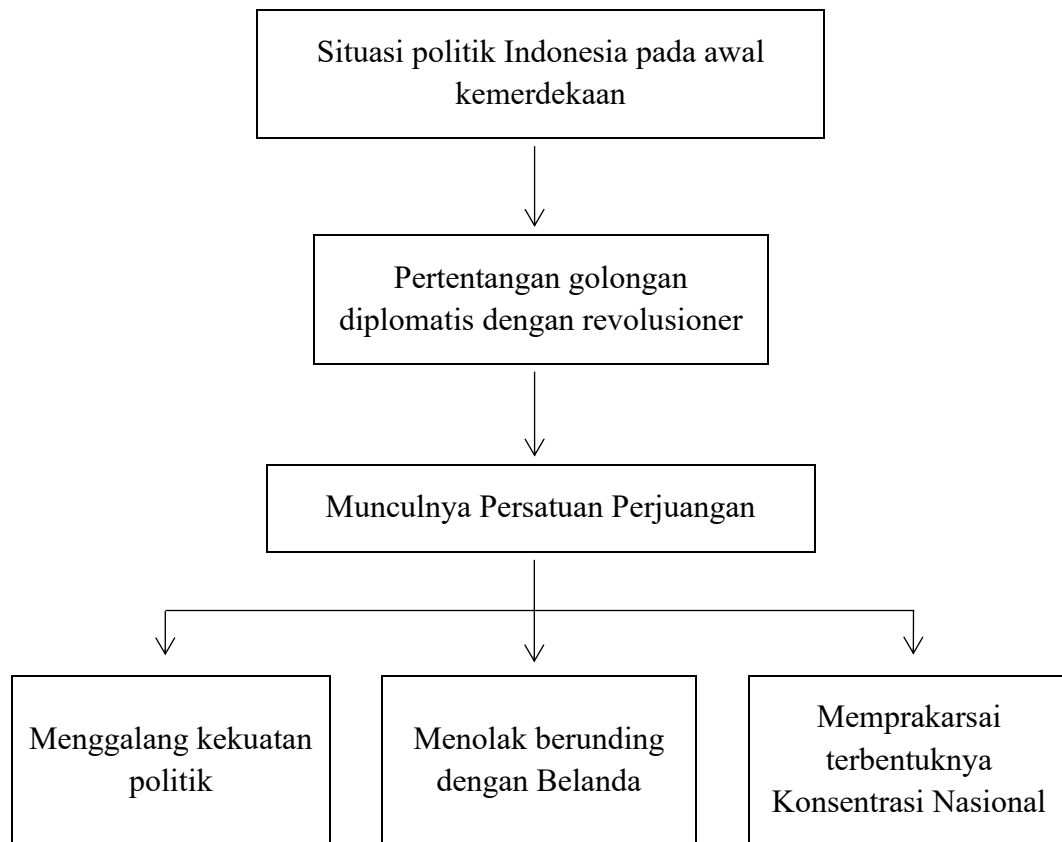 Situasi politik Indonesia pada awal
kemerdekaan
Pertentangan golongan
diplomatis dengan revolusioner
Munculnya Persatuan Perjuangan
Menggalang kekuatan
politik
Menolak berunding
dengan Belanda
Memprakarsai
terbentuknya
Konsentrasi Nasional